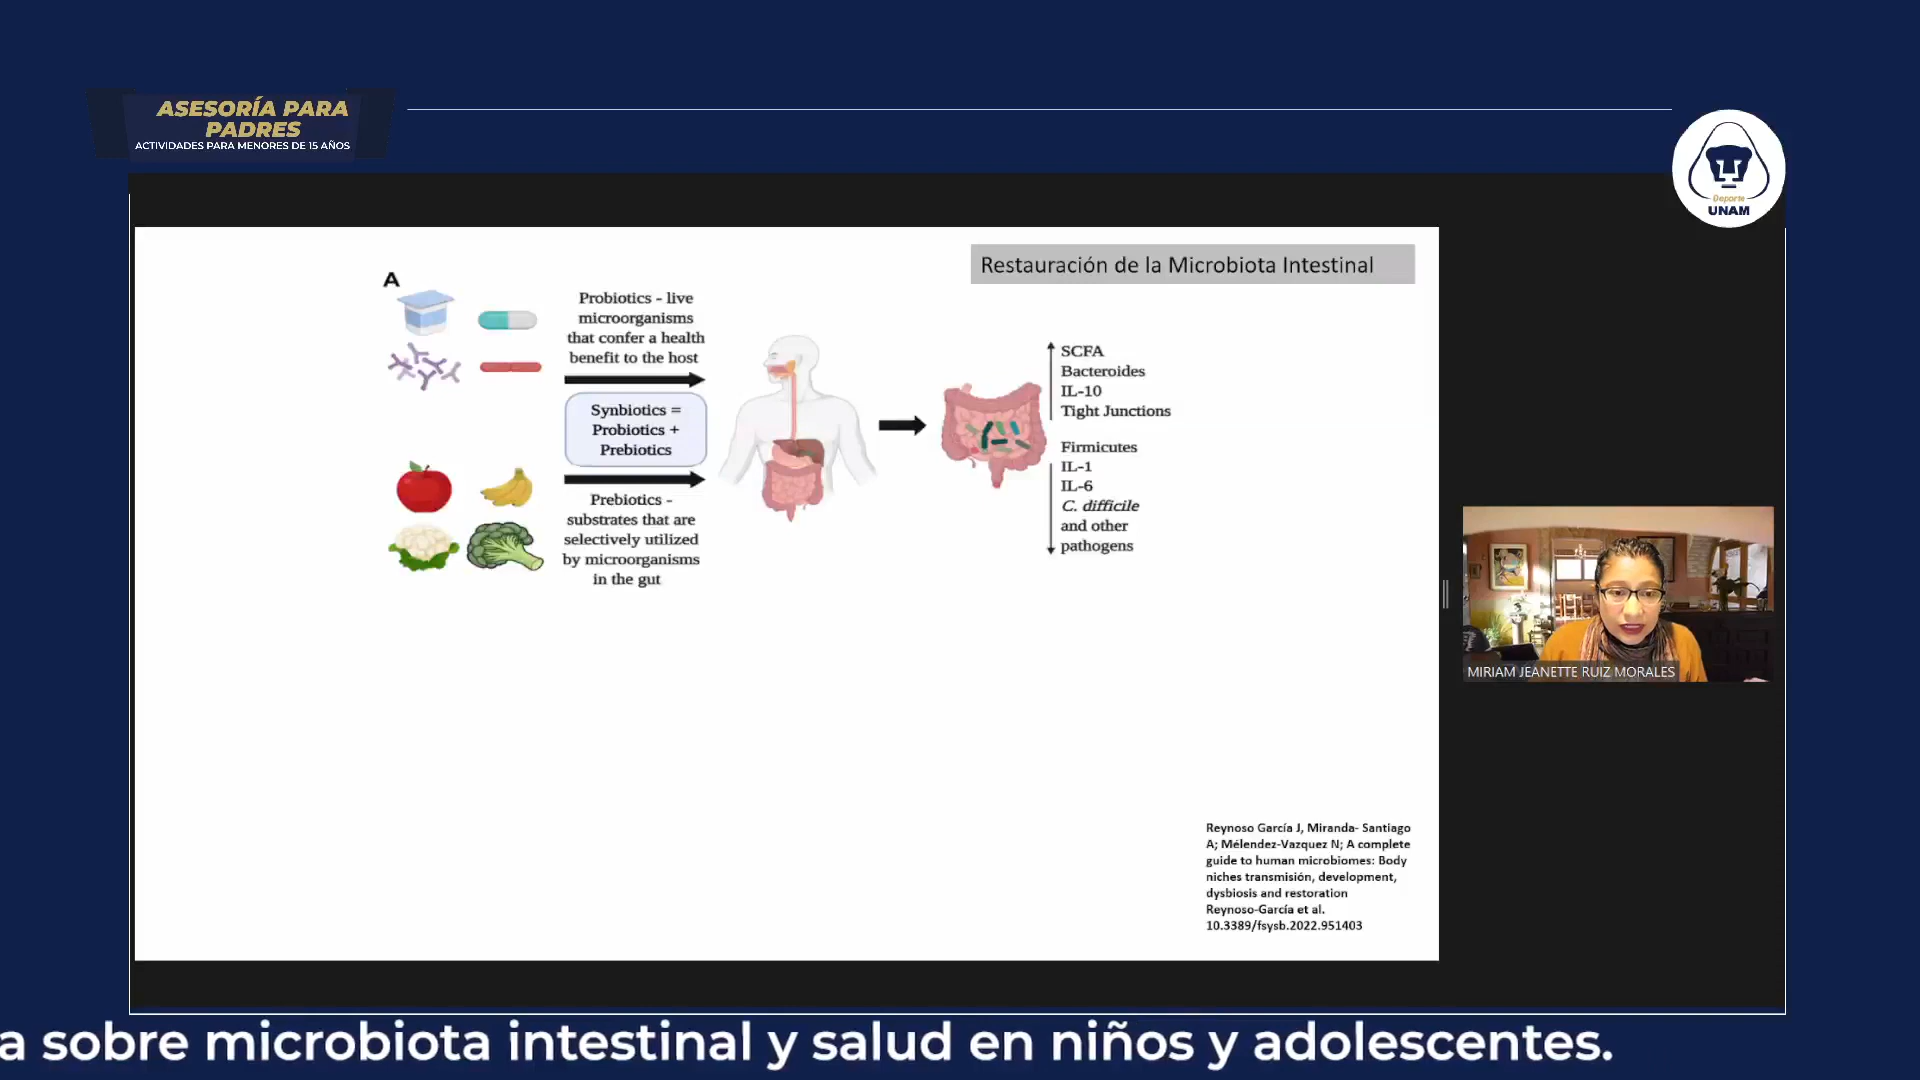 ASESORÍA PARA
PADRES
ACTIVIDADES PARA MENORES DE 15 AÑOS
Deporte
UNAM
Restauración de la Microbiota Intestinal
A
Probiotics - live
microorganisms
that confer a health
benefit to the host
Synbiotics =
Probiotics +
Prebiotics
Prebiotics -
substrates that are
selectively utilized
by microorganisms
in the gut
SCFA
Bacteroides
IL-10
Tight Junctions
Firmicutes
IL-1
IL-6
C. difficile
and other
pathogens
MIRIAM JEANETTE RUIZ MORALES
Reynoso García J, Miranda- Santiago
A; Mélendez-Vazquez N; A complete
guide to human microbiomes: Body
niches transmisión, development,
dysbiosis and restoration
Reynoso-García et al.
10.3389/fsysb.2022.951403
a sobre microbiota intestinal y salud en niños y adolescentes.